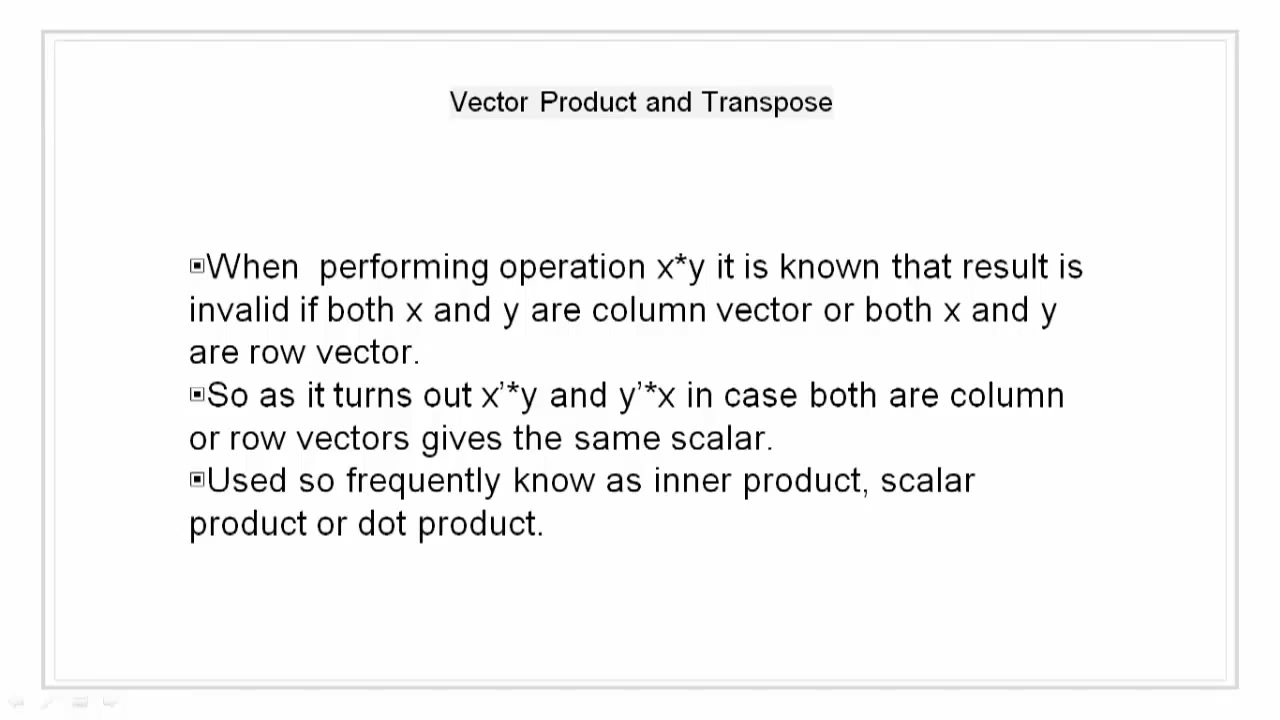 Vector Product and Transpose
▣When  performing operation x*y it is known that result is
invalid if both x and y are column vector or both x and y
are row vector.
▣So as it turns out x’*y and y’*x in case both are column
or row vectors gives the same scalar.
▣Used so frequently know as inner product, scalar
product or dot product.